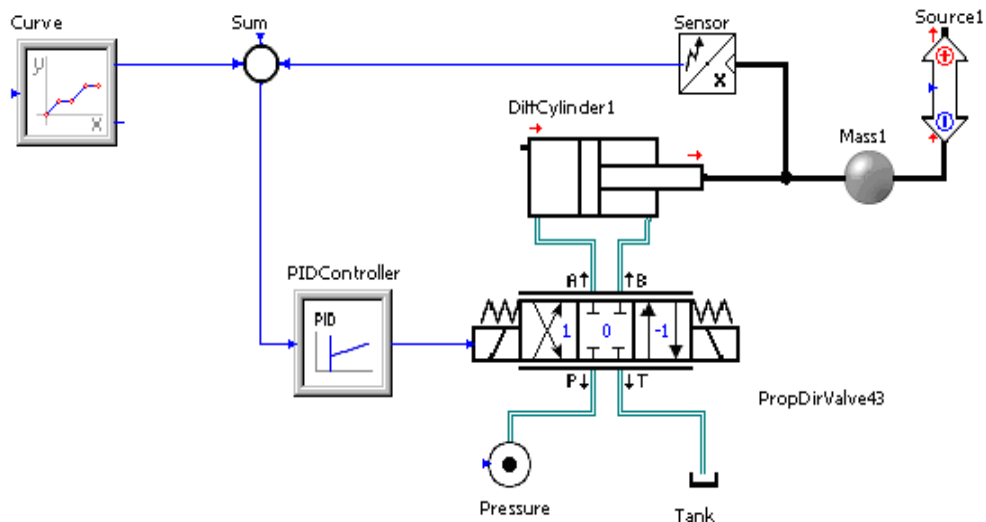 Curve
Sum
Sensor
Source1
y
x
x
DiffCylinder1
Mass1
PIDController
A
B
PID
1
0
-1
P
T
PropDirValve43
Pressure
Tank